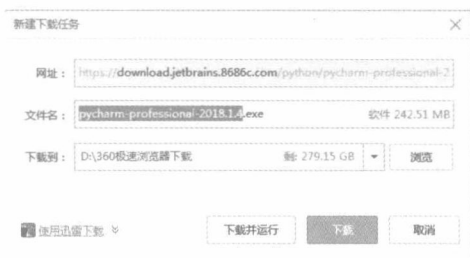 新建下载任务
网址： https://download.jetbrains.8686c.com/python/pycharm-professional-2
文件名： pycharm-professional-2018.1.4.exe 软件 242.51 MB
下载到： D:\360极速浏览器下载 剩: 279.15 GB 浏览
使用迅雷下载 下载并运行 下载 取消